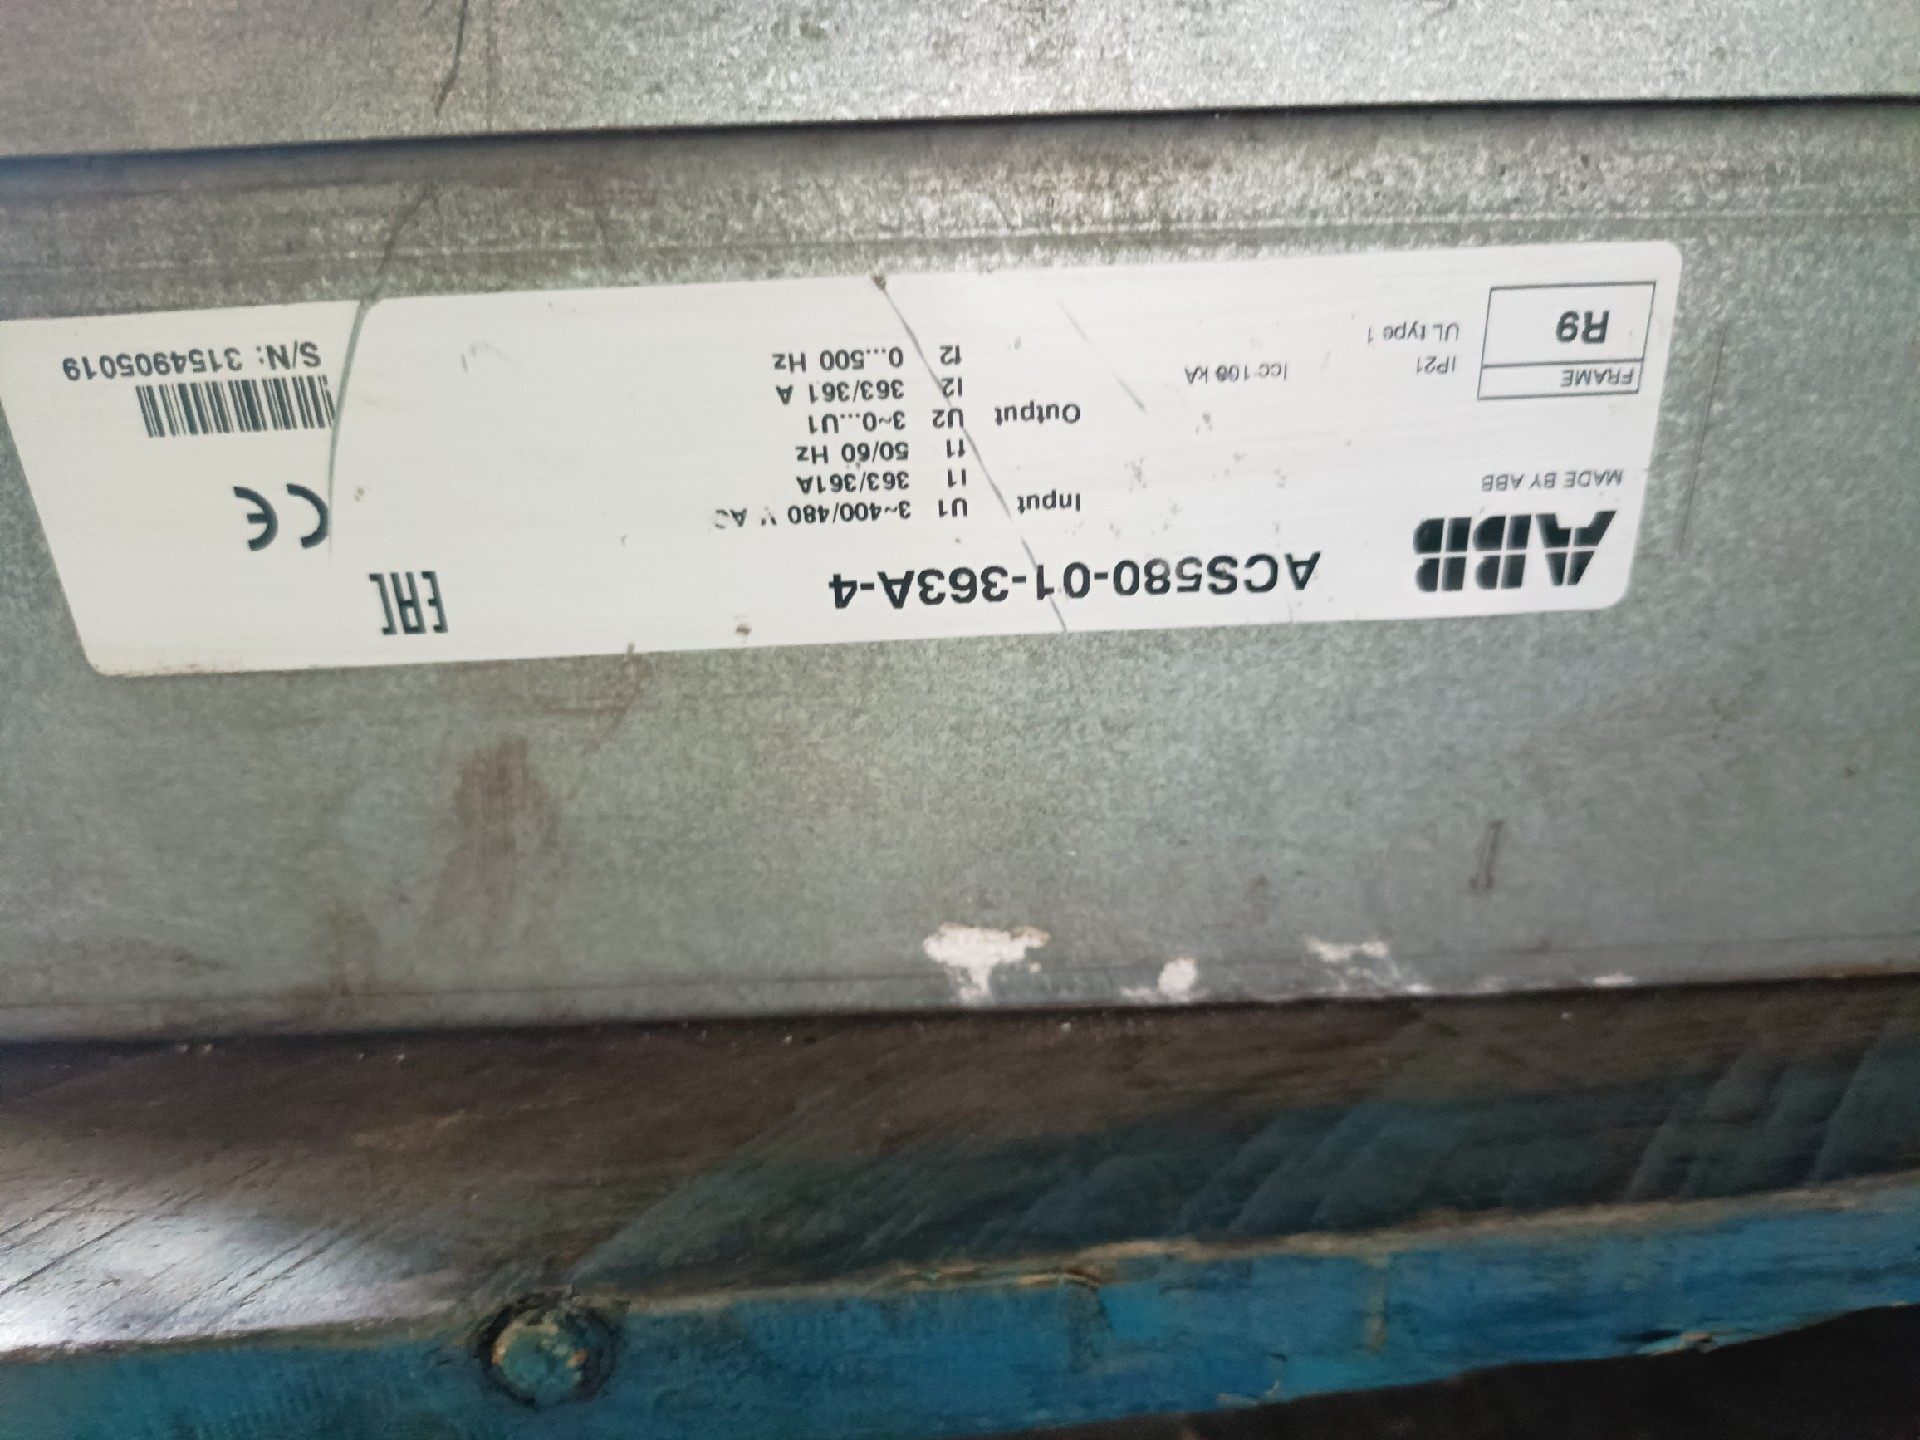 ABB
MADE BY ABB
FRAME
R9
IP21
UL type 1
Icc 100 kA
ACS580-01-363A-4
Input U1 3~400/480 V AC
I1 363/361A
f1 50/60 Hz
Output U2 3~0...U1
I2 363/361 A
f2 0...500 Hz
EAC
CE
S/N: 3154905019